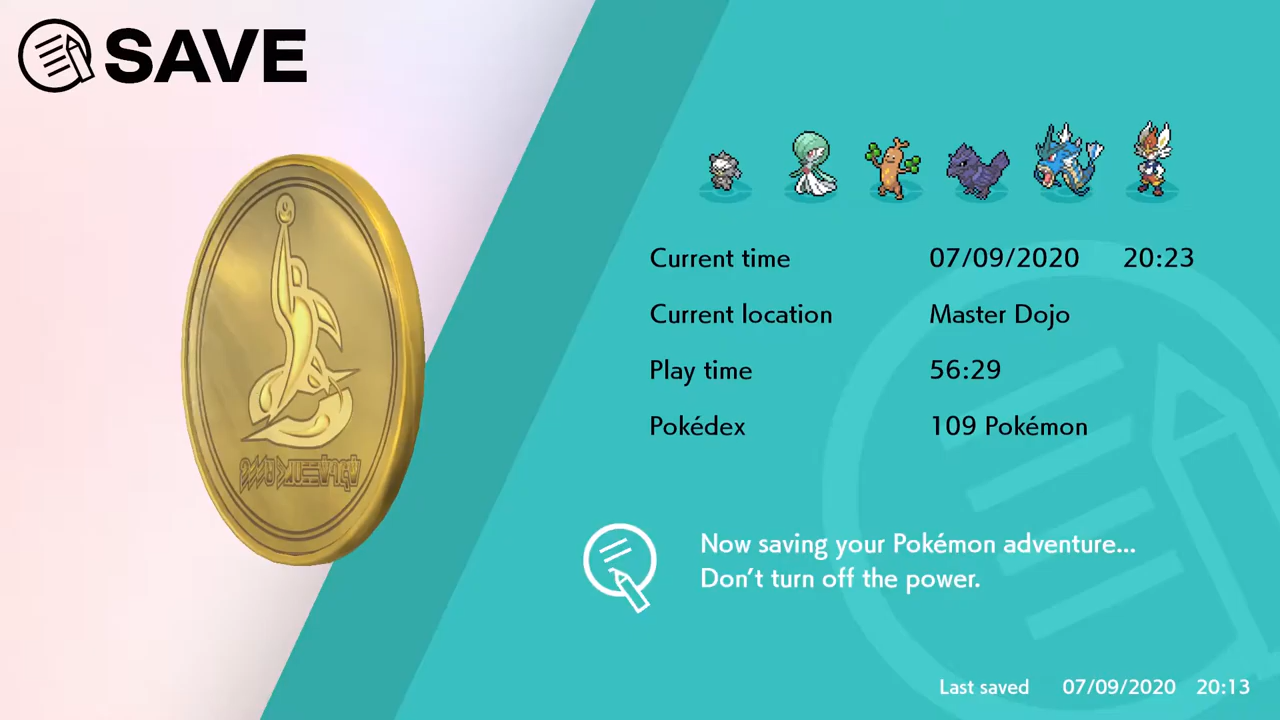 SAVE
Current time 07/09/2020 20:23
Current location Master Dojo
Play time 56:29
Pokédex 109 Pokémon
Now saving your Pokémon adventure...
Don't turn off the power.
Last saved 07/09/2020 20:13